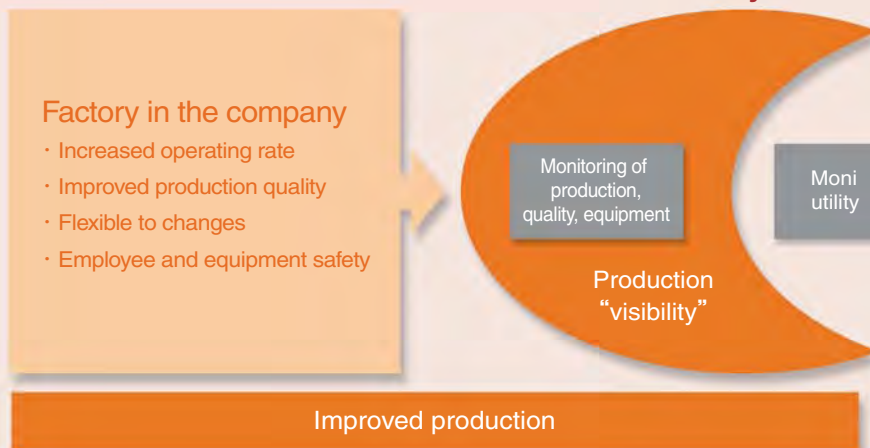 Factory in the company
・Increased operating rate
・Improved production quality
・Flexible to changes
・Employee and equipment safety
Monitoring of
production,
quality, equipment
Production
“visibility”
Moni
utility
Improved production